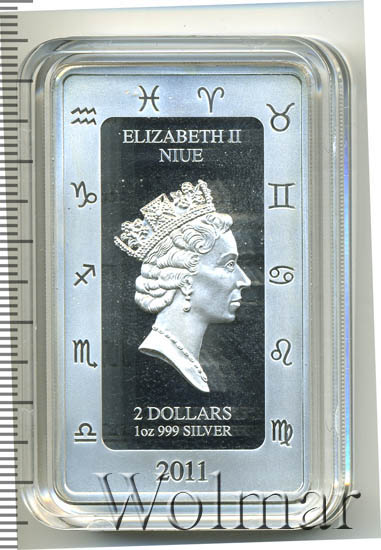 ♓ ♈
♒ ♉
ELIZABETH II
NIUE
♑ ♊
♐ ♋
♏ ♌
2 DOLLARS
1oz 999 SILVER
♎ ♍
2011
Wolmar